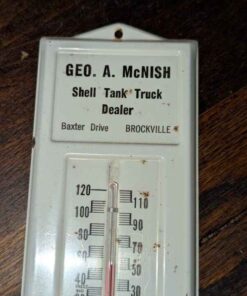 GEO. A. McNISH
Shell Tank Truck
Dealer
Baxter Drive BROCKVILLE
120 110
100 90
80 70
60 50
40 30